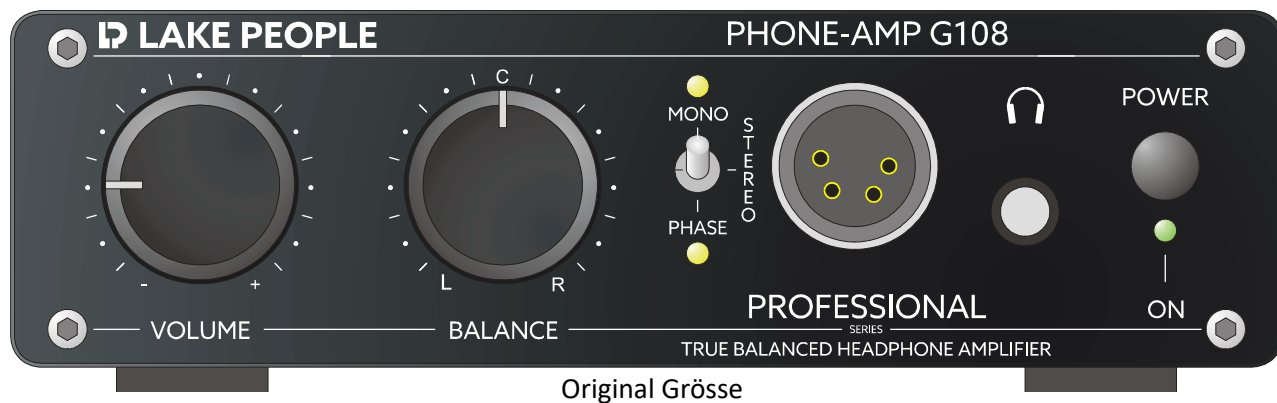 LAKE PEOPLE
PHONE-AMP G108
C
MONO
STEREO
PHASE
POWER
- +
L R
ON
VOLUME
BALANCE
PROFESSIONAL
SERIES
TRUE BALANCED HEADPHONE AMPLIFIER
Original Grösse